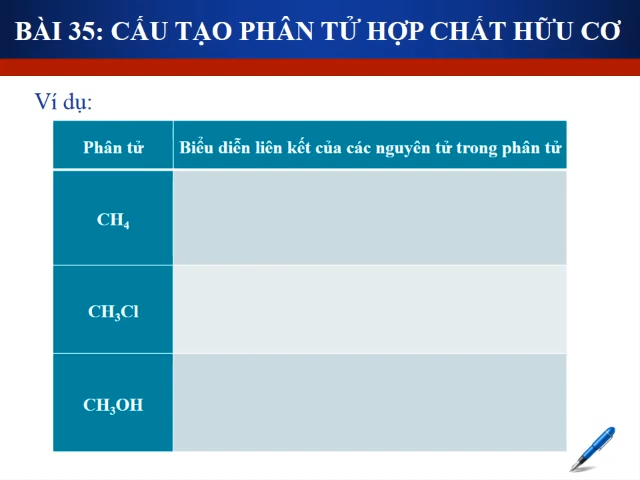 BÀI 35: CẤU TẠO PHÂN TỬ HỢP CHẤT HỮU CƠ
Ví dụ:
Phân tử Biểu diễn liên kết của các nguyên tử trong phân tử
CH₄
CH₃Cl
CH₃OH